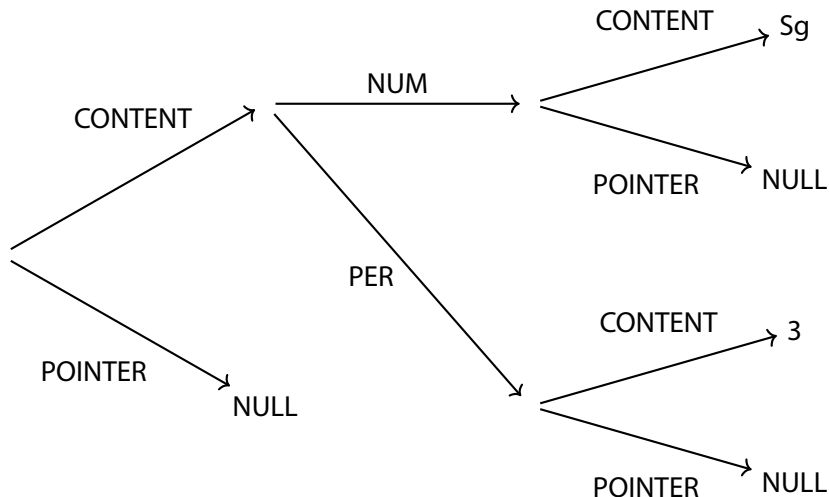 CONTENT
Sg
NUM
CONTENT
POINTER
NULL
PER
CONTENT
3
POINTER
NULL
POINTER
NULL